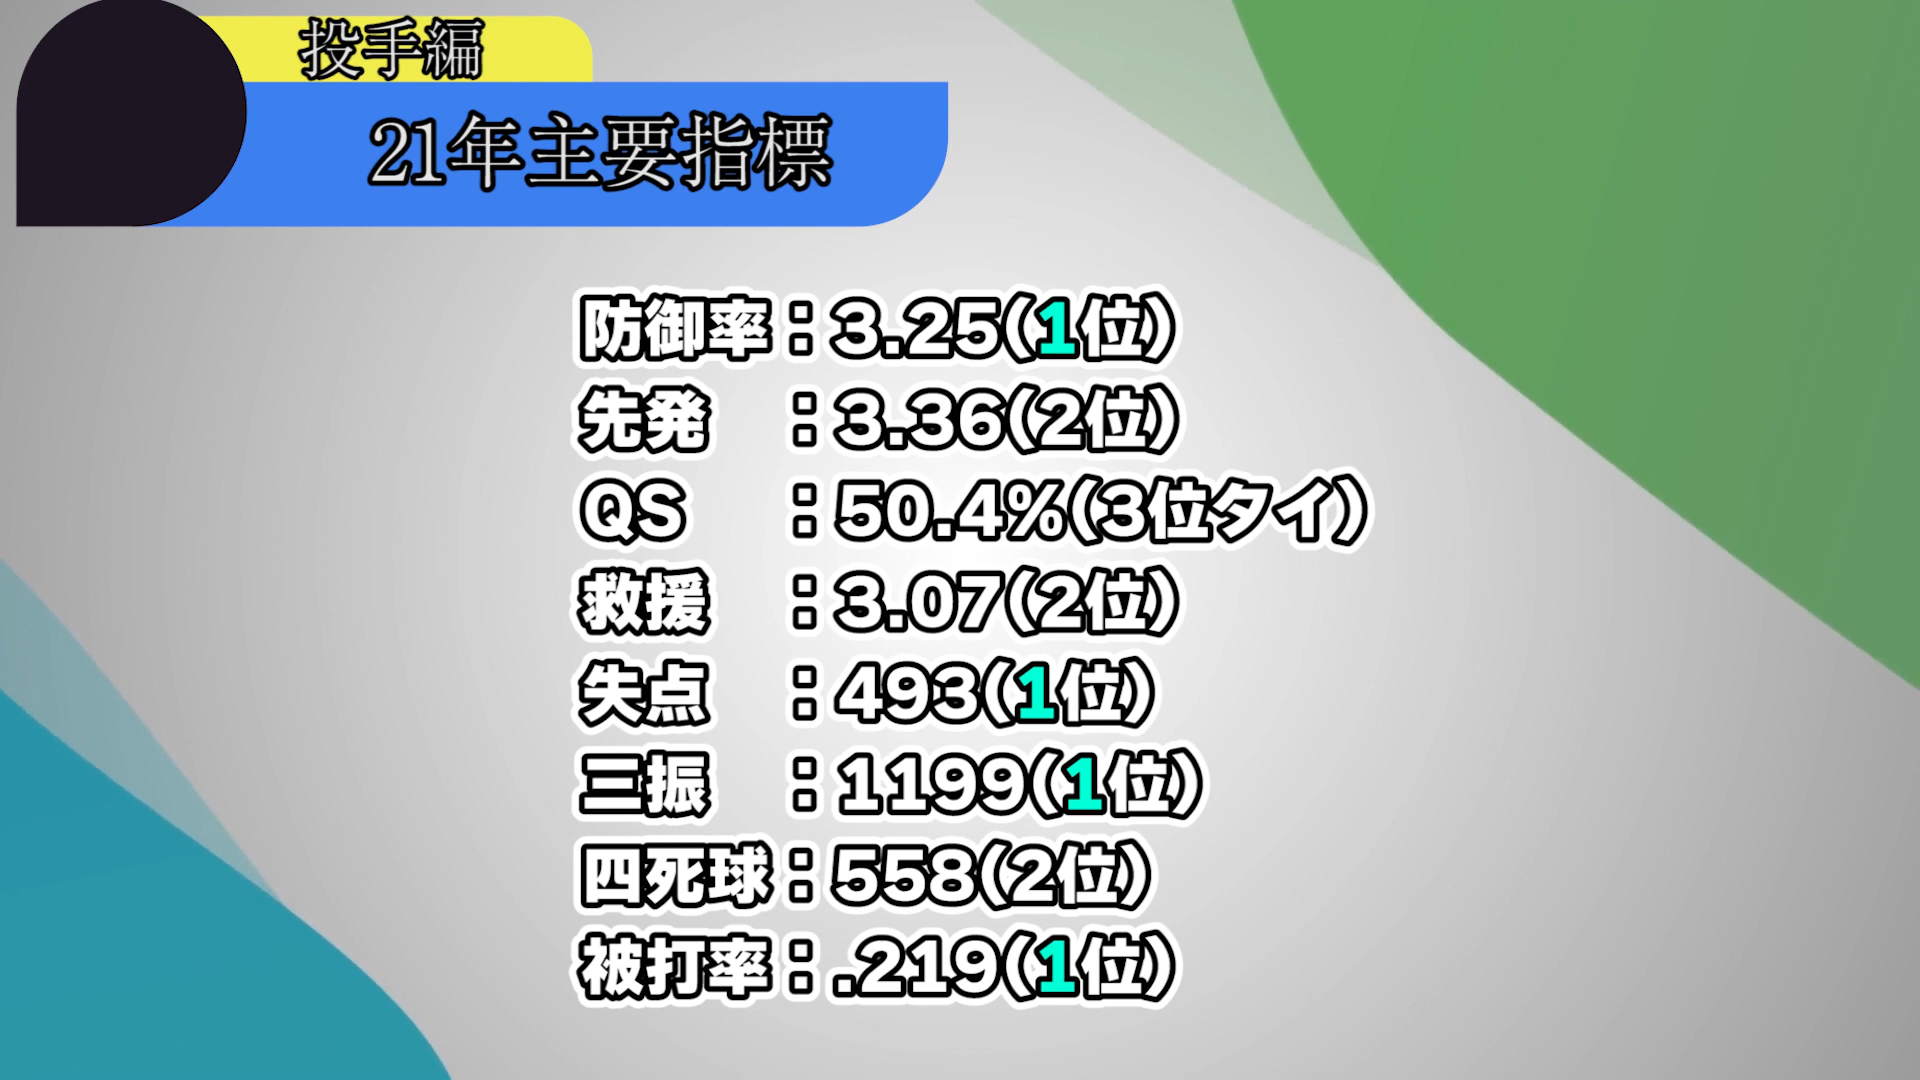 投手編
21年主要指標
防御率：3.25(1位)
先発　：3.36(2位)
QS　：50.4%(3位タイ)
救援　：3.07(2位)
失点　：493(1位)
三振　：1199(1位)
四死球：558(2位)
被打率：.219(1位)